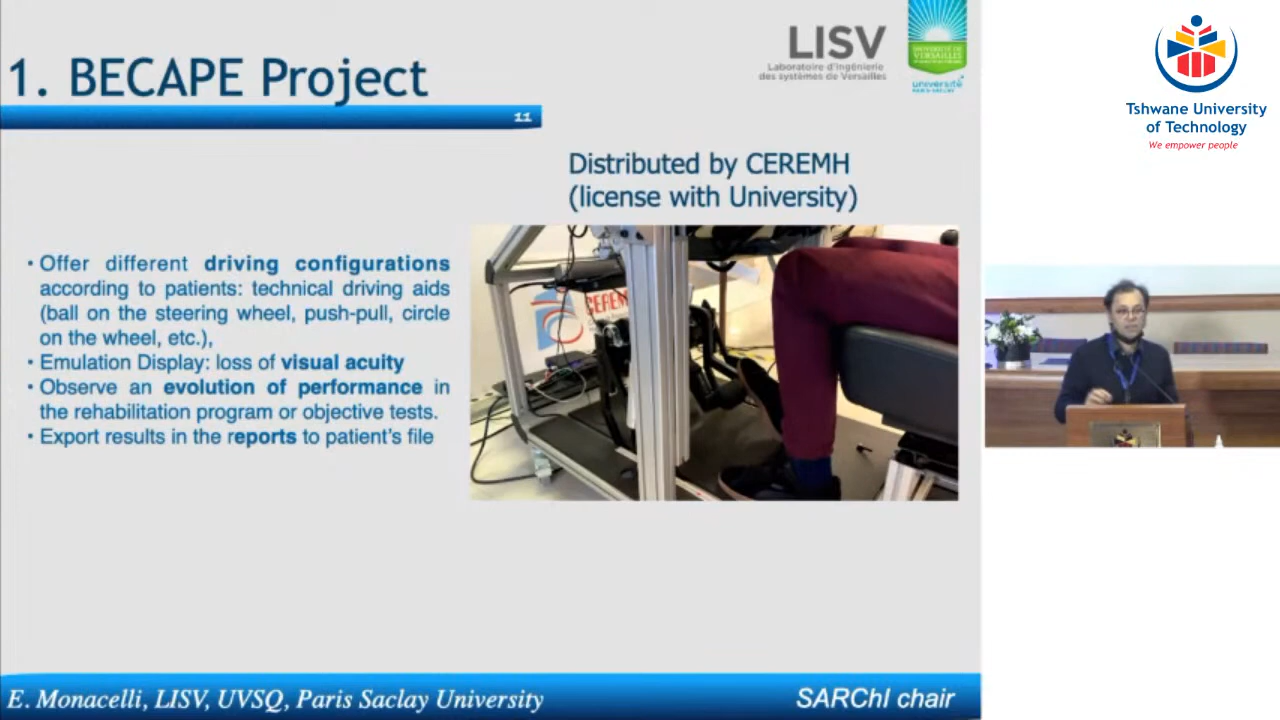 1. BECAPE Project
11
LISV
Laboratoire d'ingénierie
des systèmes de Versailles
UNIVERSITÉ DE
VERSAILLES
université
PARIS-SACLAY
Tshwane University
of Technology
We empower people
Distributed by CEREMH
(license with University)
• Offer different driving configurations
according to patients: technical driving aids
(ball on the steering wheel, push-pull, circle
on the wheel, etc.),
• Emulation Display: loss of visual acuity
• Observe an evolution of performance in
the rehabilitation program or objective tests.
• Export results in the reports to patient's file
CEREM
E. Monacelli, LISV, UVSQ, Paris Saclay University
SARChI chair